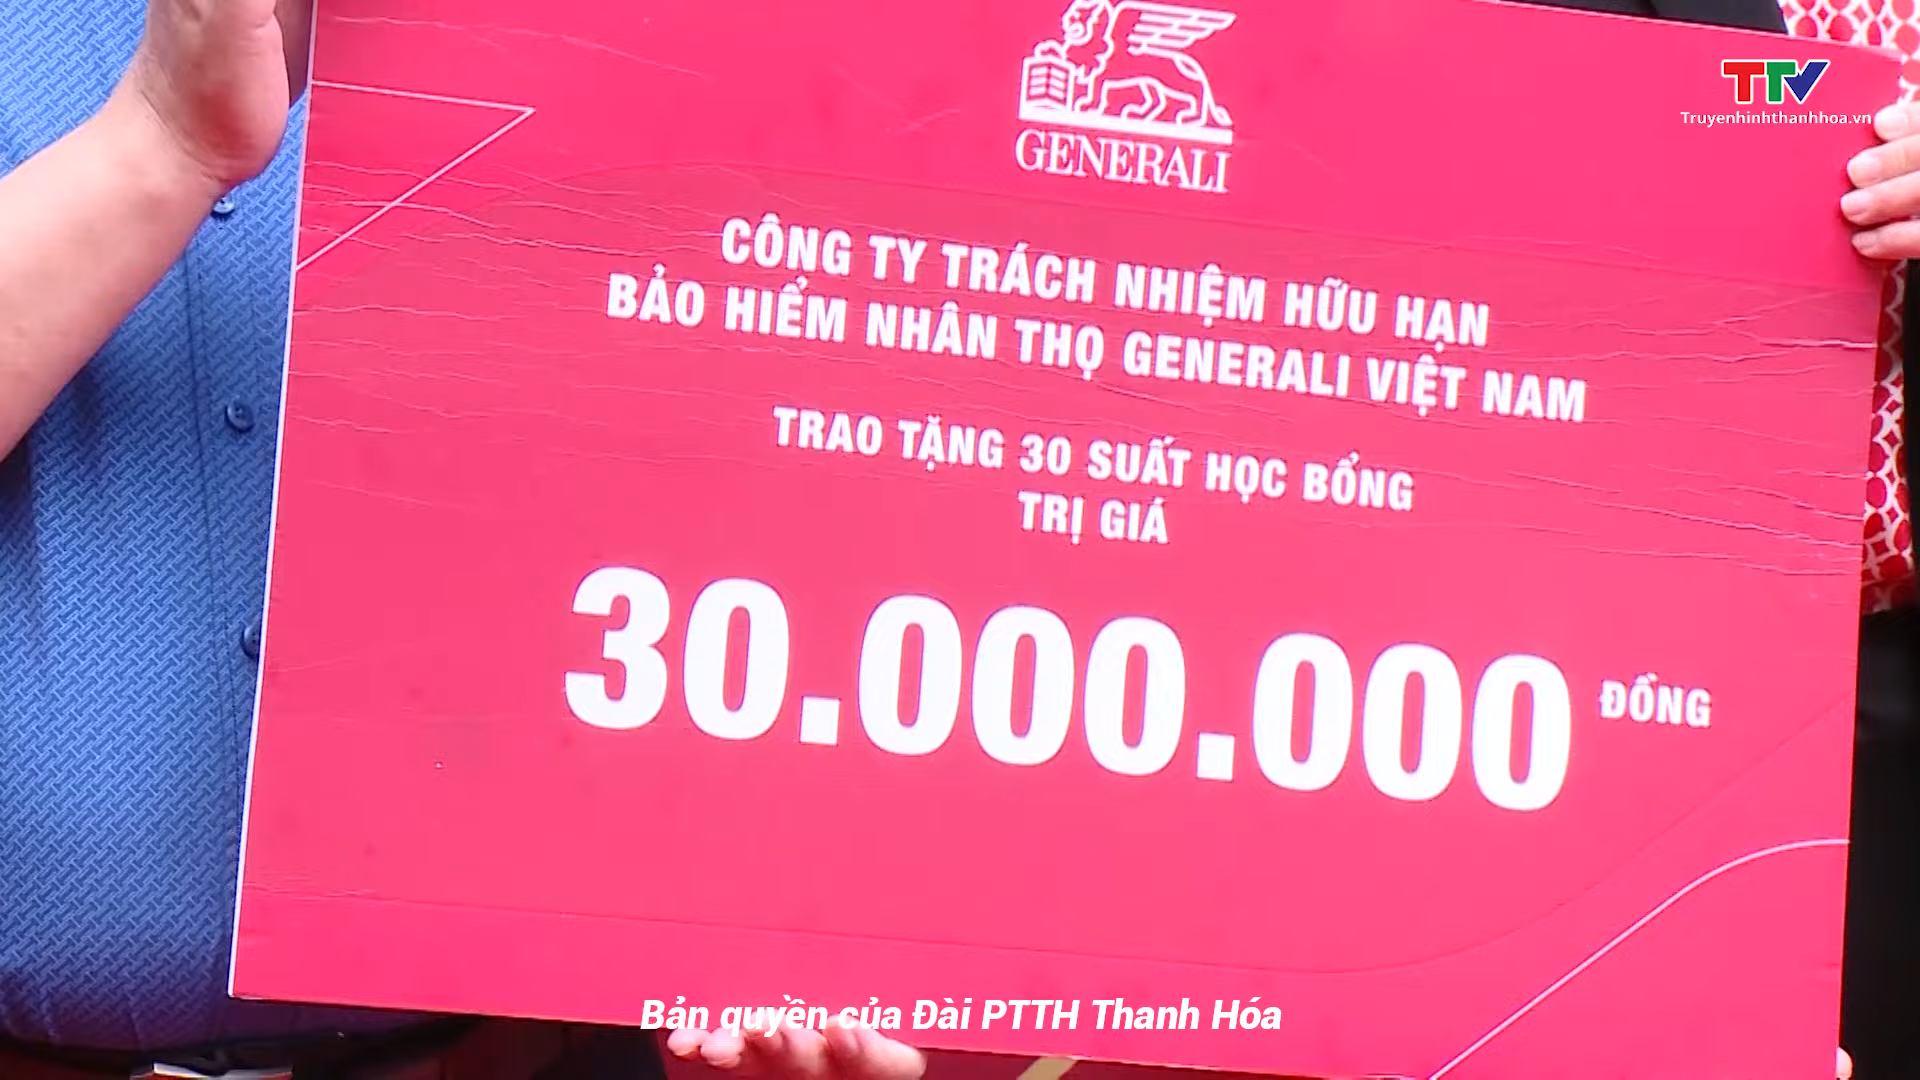 GENERALI
TTV
Truyenhinhthanhhoa.vn
CÔNG TY TRÁCH NHIỆM HỮU HẠN
BẢO HIỂM NHÂN THỌ GENERALI VIỆT NAM
TRAO TẶNG 30 SUẤT HỌC BỔNG
TRỊ GIÁ
30.000.000 ĐỒNG
Bản quyền của Đài PTTH Thanh Hóa